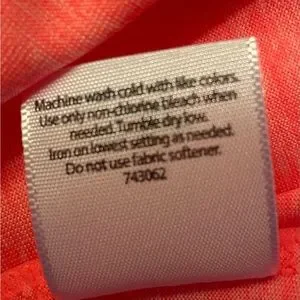 Machine wash cold with like colors.
Use only non-chlorine bleach when
needed. Tumble dry low.
Iron on lowest setting as needed.
Do not use fabric softener.
743062